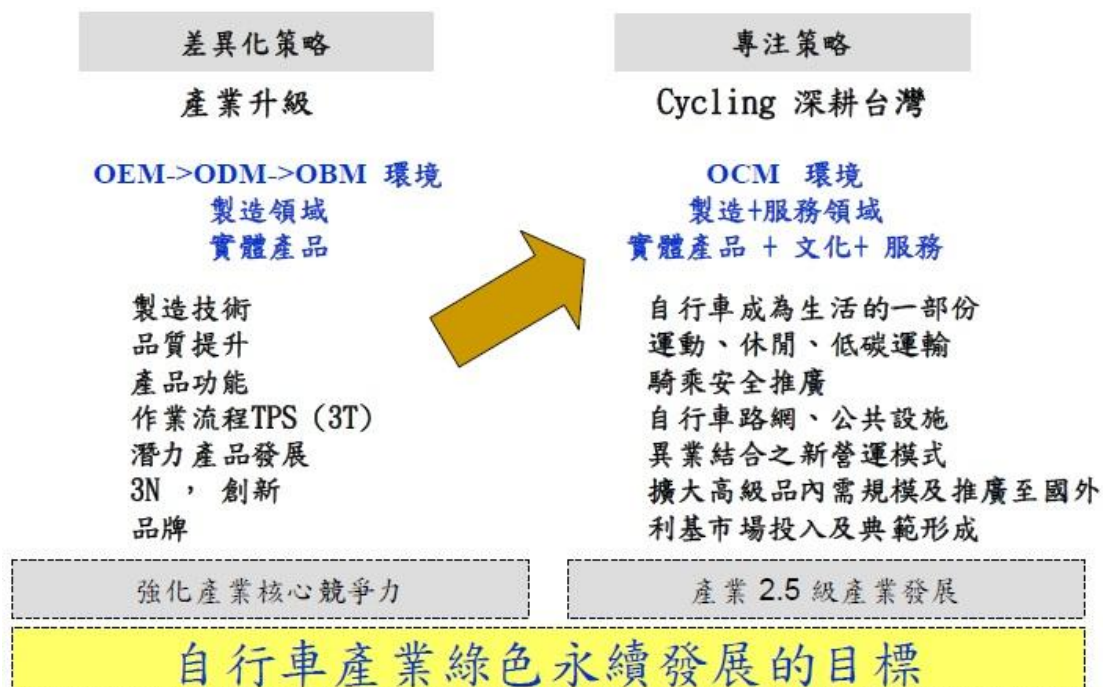 差異化策略
產業升級
OEM->ODM->OBM 環境
製造領域
實體產品
製造技術
品質提升
產品功能
作業流程TPS (3T)
潛力產品發展
3N ， 創新
品牌
強化產業核心競爭力
專注策略
Cycling 深耕台灣
OCM 環境
製造+服務領域
實體產品 + 文化+ 服務
自行車成為生活的一部份
運動、休閒、低碳運輸
騎乘安全推廣
自行車路網、公共設施
異業結合之新營運模式
擴大高級品內需規模及推廣至國外
利基市場投入及典範形成
產業 2.5 級產業發展
自行車產業綠色永續發展的目標